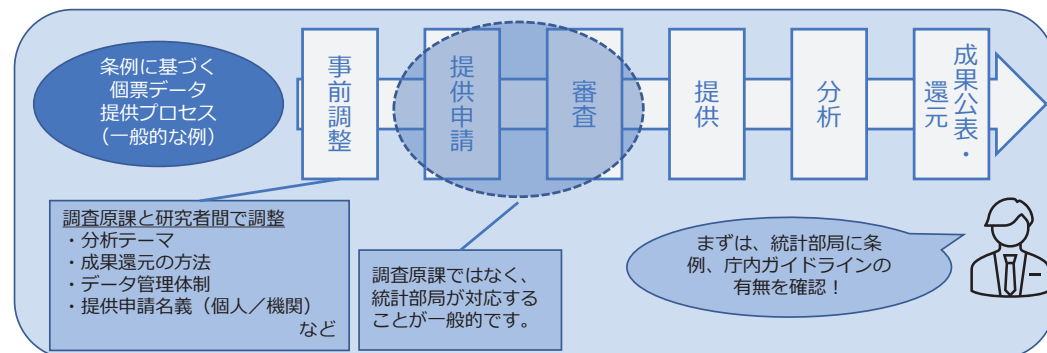 条例に基づく
個票データ
提供プロセス
（一般的な例）
事前調整
提供申請
審査
提供
分析
成果公表・
還元
調査原課と研究者間で調整
・分析テーマ
・成果還元の方法
・データ管理体制
・提供申請名義（個人／機関）
など
調査原課ではなく、
統計部局が対応する
ことが一般的です。
まずは、統計部局に条
例、庁内ガイドラインの
有無を確認！